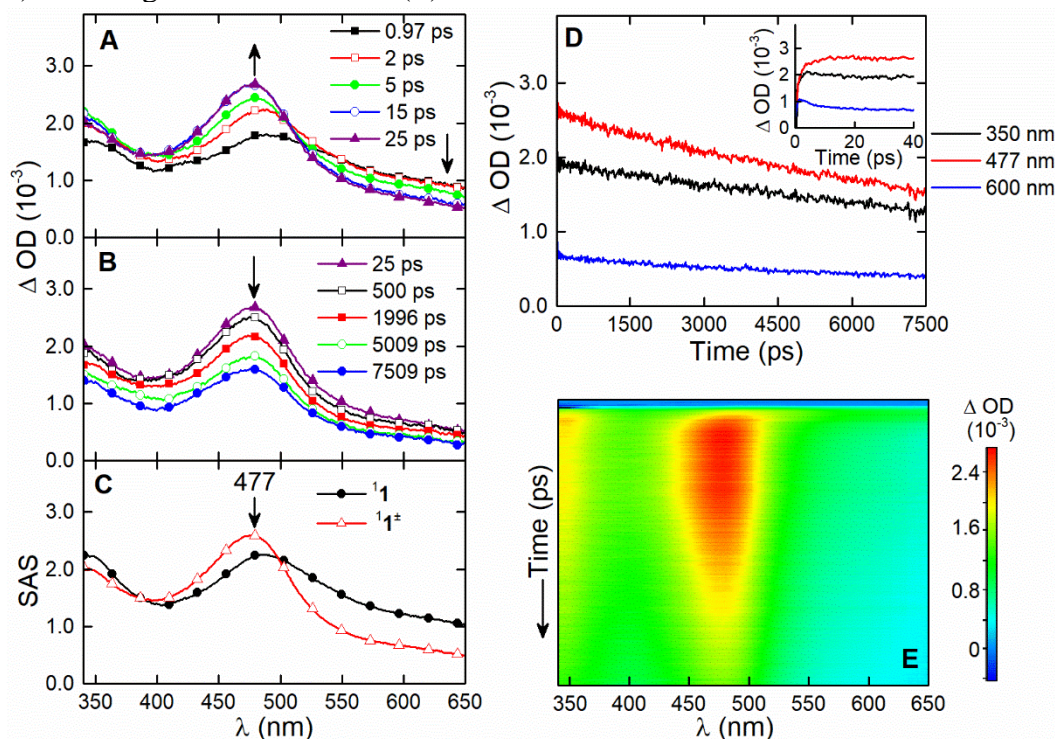 A
0.97 ps
2 ps
5 ps
15 ps
25 ps
3.0
2.0
1.0
0.0
B
25 ps
500 ps
1996 ps
5009 ps
7509 ps
3.0
2.0
1.0
0.0
Δ OD (10⁻³)
C
477
¹1
¹1±
3.0
2.0
1.0
0.0
SAS
350 400 450 500 550 600 650
λ (nm)
D
3.0
2.0
1.0
0.0
Δ OD (10⁻³)
0 1500 3000 4500 6000 7500
Time (ps)
3
2
1
0
Δ OD (10⁻³)
0 20 40
Time (ps)
350 nm
477 nm
600 nm
Time (ps)
E
350 400 450 500 550 600 650
λ (nm)
Δ OD
(10⁻³)
2.4
1.6
0.8
0